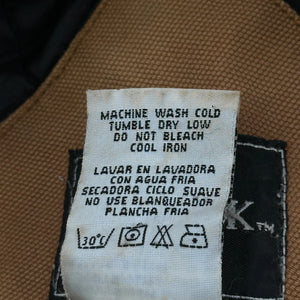 MACHINE WASH COLD
TUMBLE DRY LOW
DO NOT BLEACH
COOL IRON
LAVAR EN LAVADORA
CON AGUA FRIA
SECADORA CICLO SUAVE
NO USE BLANQUEADOR
PLANCHA FRIA
K™
30°c